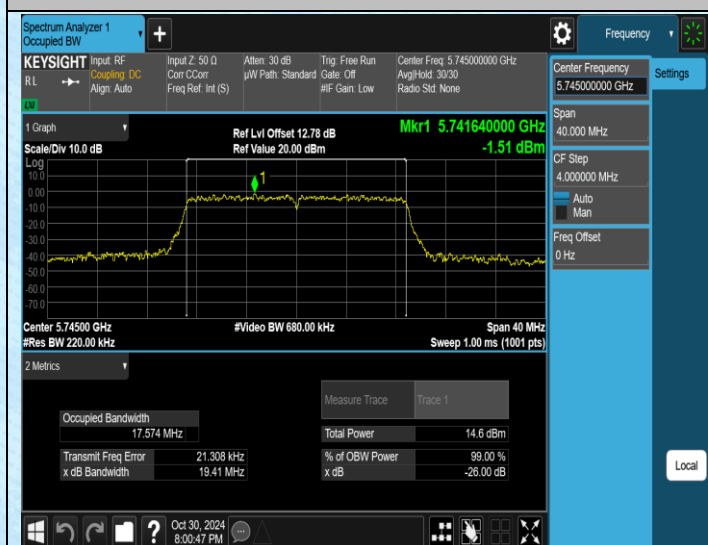 Spectrum Analyzer 1
Occupied BW
+
Frequency
KEYSIGHT
RL
Input: RF
Coupling: DC
Align: Auto
Input Z: 50 Ω
Corr CCorr
Freq Ref: Int (S)
Atten: 30 dB
µW Path: Standard
Trig: Free Run
Gate: Off
#IF Gain: Low
Center Freq: 5.745000000 GHz
Avg|Hold: 30/30
Radio Std: None
Center Frequency
5.745000000 GHz
Settings
Span
40.000 MHz
CF Step
4.000000 MHz
Auto
Man
Freq Offset
0 Hz
1 Graph
Scale/Div 10.0 dB
Ref Lvl Offset 12.78 dB
Ref Value 20.00 dBm
Mkr1 5.741640000 GHz
-1.51 dBm
Log
10.0
0.00
-10.0
-20.0
-30.0
-40.0
-50.0
-60.0
-70.0
1
Center 5.74500 GHz
#Res BW 220.00 kHz
#Video BW 680.00 kHz
Span 40 MHz
Sweep 1.00 ms (1001 pts)
2 Metrics
Measure Trace
Trace 1
Occupied Bandwidth
17.574 MHz
Total Power
14.6 dBm
Transmit Freq Error
21.308 kHz
% of OBW Power
99.00 %
x dB Bandwidth
19.41 MHz
x dB
-26.00 dB
Local
?
Oct 30, 2024
8:00:47 PM